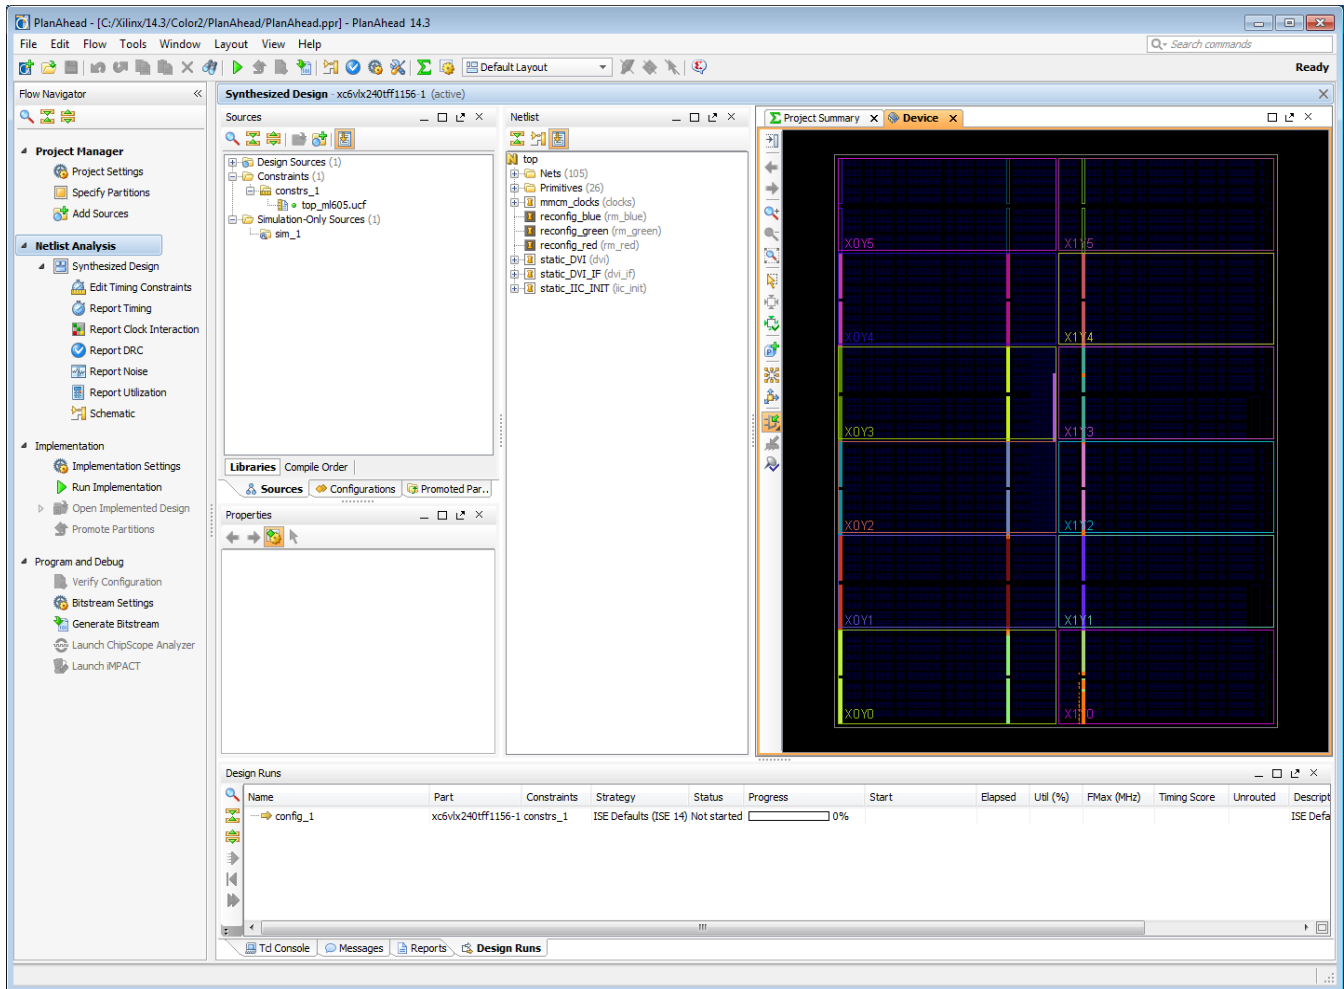 PlanAhead - [C:/Xilinx/14.3/Color2/PlanAhead/PlanAhead.ppr] - PlanAhead 14.3
File Edit Flow Tools Window Layout View Help
Search commands
Default Layout
Ready
Flow Navigator
Project Manager
Project Settings
Specify Partitions
Add Sources
Netlist Analysis
Synthesized Design
Edit Timing Constraints
Report Timing
Report Clock Interaction
Report DRC
Report Noise
Report Utilization
Schematic
Implementation
Implementation Settings
Run Implementation
Open Implemented Design
Promote Partitions
Program and Debug
Verify Configuration
Bitstream Settings
Generate Bitstream
Launch ChipScope Analyzer
Launch iMPACT
Synthesized Design - xc6vlx240tff1156-1 (active)
Sources
Design Sources (1)
Constraints (1)
constrs_1
top_ml605.ucf
Simulation-Only Sources (1)
sim_1
Libraries Compile Order
Sources Configurations Promoted Par..
Properties
Netlist
top
Nets (105)
Primitives (26)
mmcm_clocks (clocks)
reconfig_blue (rm_blue)
reconfig_green (rm_green)
reconfig_red (rm_red)
static_DVI (dvi)
static_DVI_IF (dvi_if)
static_IIC_INIT (iic_init)
Project Summary Device
X0Y5 X1Y5
X0Y4 X1Y4
X0Y3 X1Y3
X0Y2 X1Y2
X0Y1 X1Y1
X0Y0 X1Y0
Design Runs
Name Part Constraints Strategy Status Progress Start Elapsed Util (%) FMax (MHz) Timing Score Unrouted Descript
config_1 xc6vlx240tff1156-1 constrs_1 ISE Defaults (ISE 14) Not started 0% ISE Defa
Tcl Console Messages Reports Design Runs